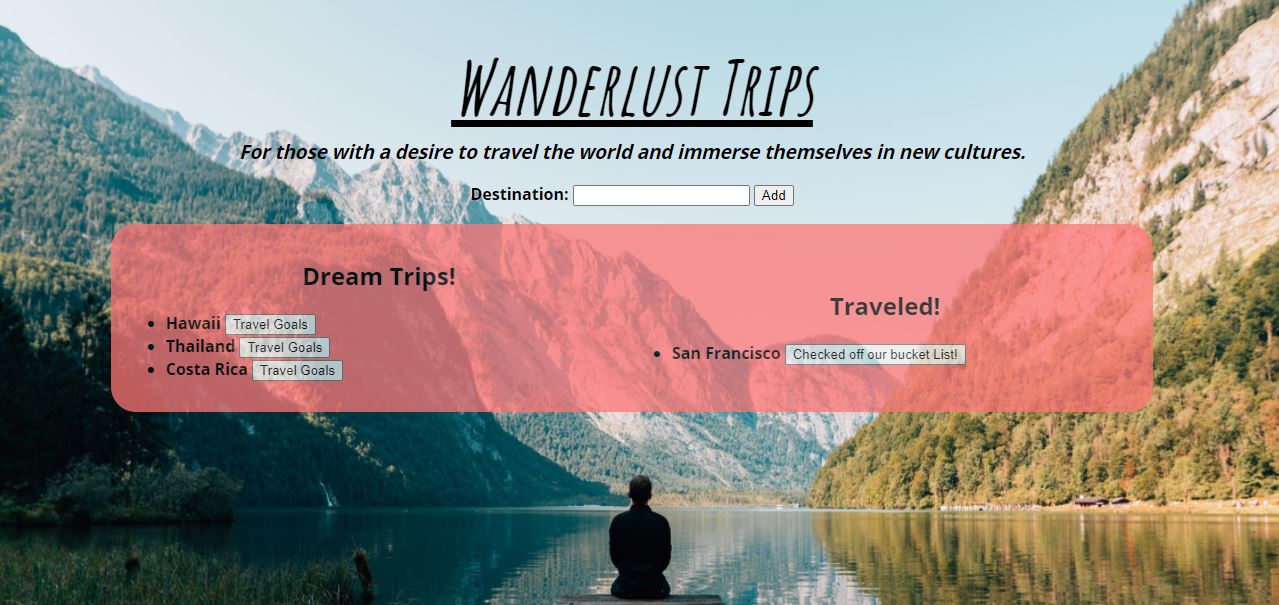 Wanderlust Trips
For those with a desire to travel the world and immerse themselves in new cultures.
Destination: Add
Dream Trips!
Hawaii Travel Goals
Thailand Travel Goals
Costa Rica Travel Goals
Traveled!
San Francisco Checked off our bucket List!